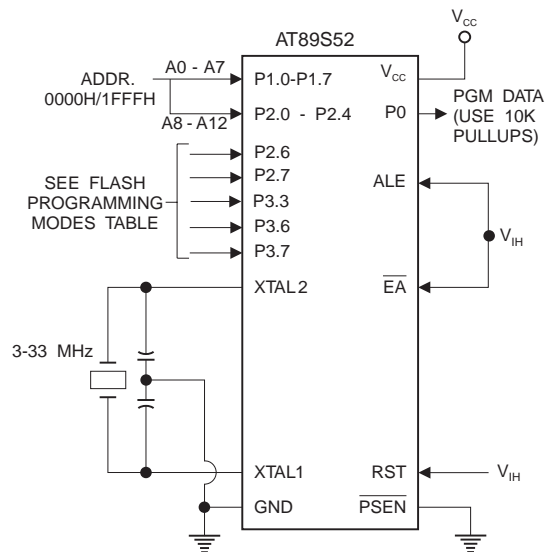 VCC
AT89S52
ADDR.
0000H/1FFFH
A0 - A7
P1.0-P1.7
VCC
A8 - A12
P2.0 - P2.4
P0
PGM DATA
(USE 10K
PULLUPS)
P2.6
P2.7
P3.3
P3.6
P3.7
SEE FLASH
PROGRAMMING
MODES TABLE
ALE
VIH
EA
XTAL2
3-33 MHz
XTAL1
RST
VIH
GND
PSEN